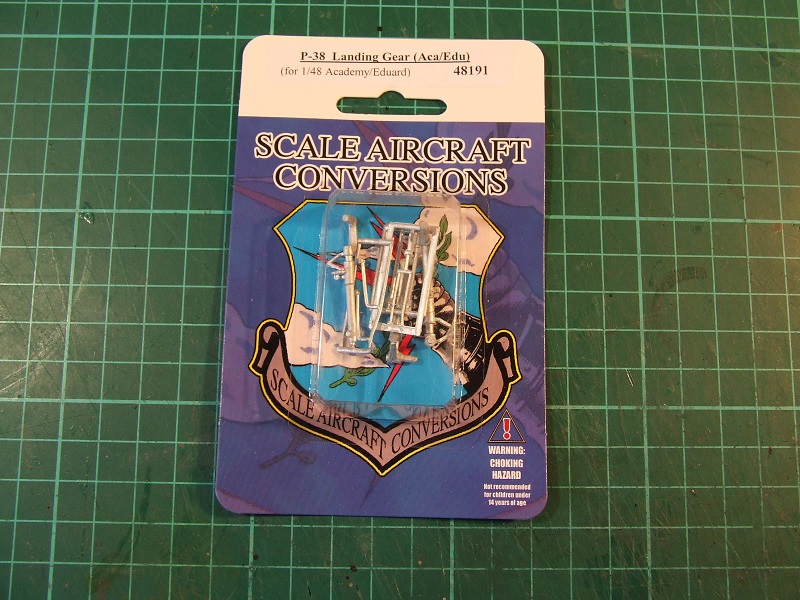 P-38 Landing Gear (Aca/Edu)
(for 1/48 Academy/Eduard) 48191
SCALE AIRCRAFT
CONVERSIONS
SCALE AIRCRAFT CONVERSIONS
WARNING:
CHOKING
HAZARD
Not recommended
for children under
14 years of age